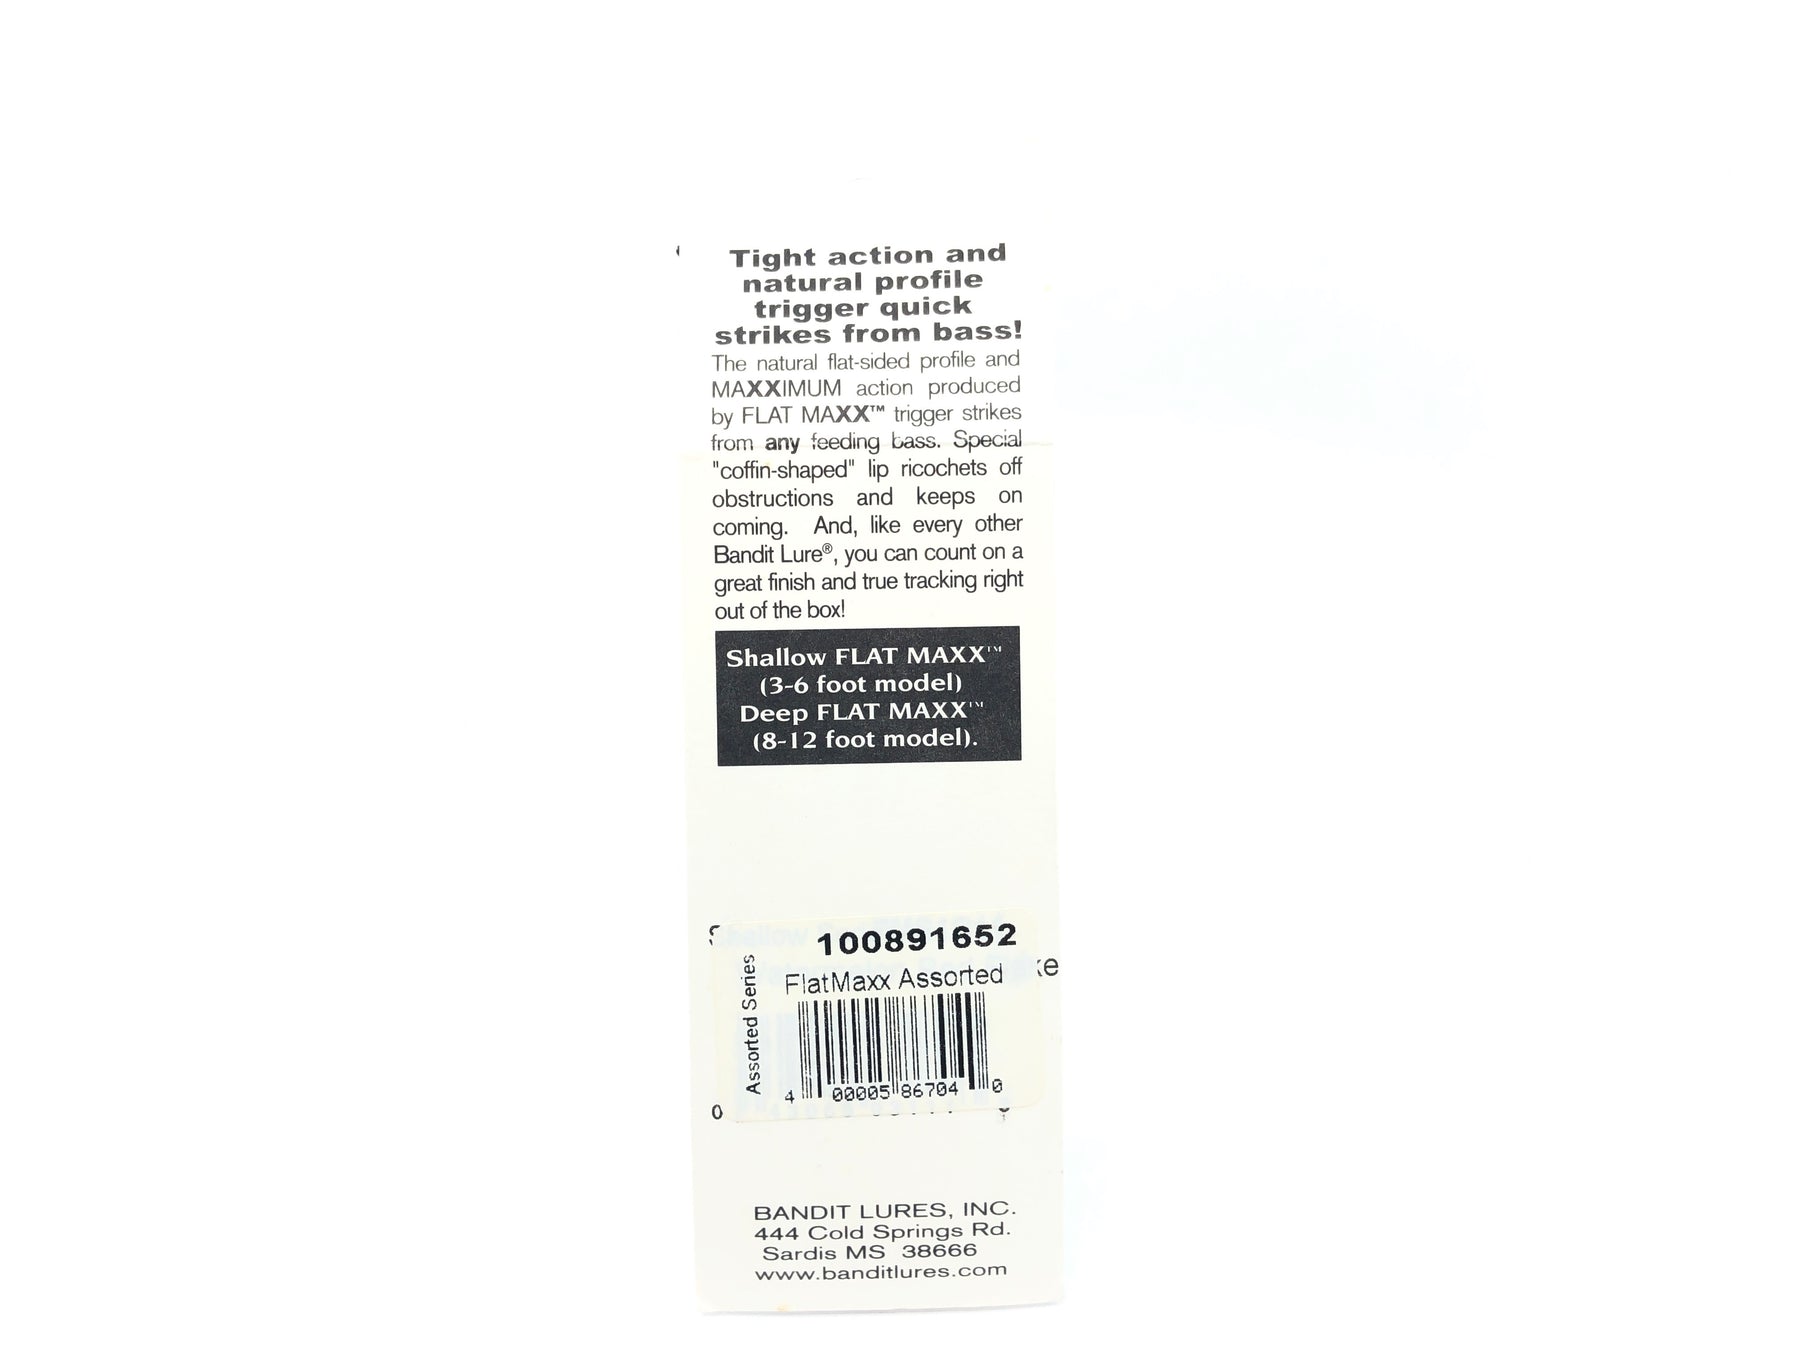 Tight action and
natural profile
trigger quick
strikes from bass!
The natural flat-sided profile and
MAXXIMUM action produced
by FLAT MAXX™ trigger strikes
from any feeding bass. Special
"coffin-shaped" lip ricochets off
obstructions and keeps on
coming. And, like every other
Bandit Lure®, you can count on a
great finish and true tracking right
out of the box!
Shallow FLAT MAXX™
(3-6 foot model)
Deep FLAT MAXX™
(8-12 foot model).
100891652
FlatMaxx Assorted
Assorted Series
4 00005 86704 0
0
BANDIT LURES, INC.
444 Cold Springs Rd.
Sardis MS 38666
www.banditlures.com